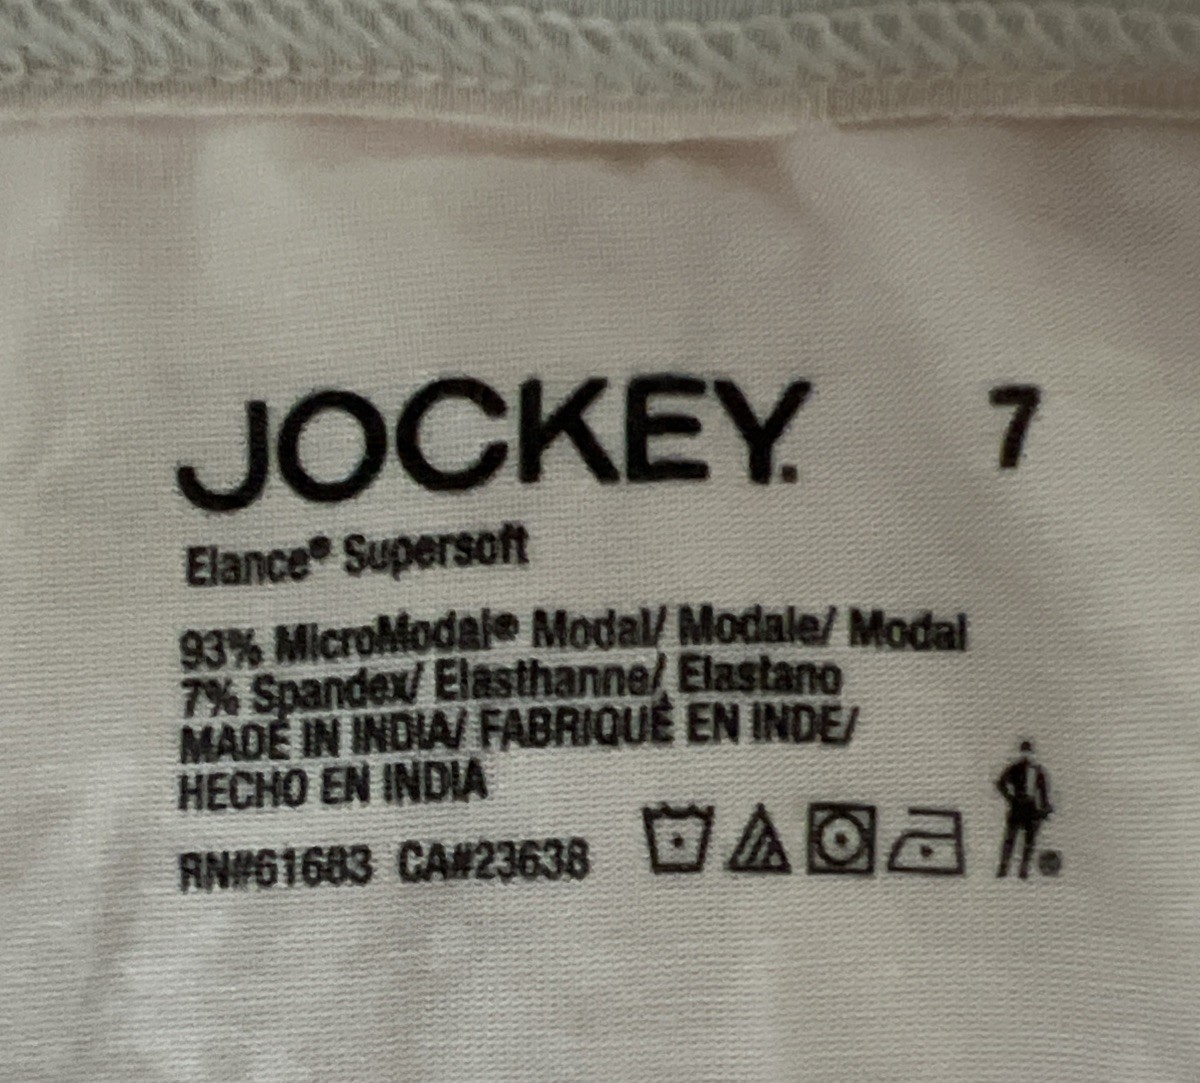 JOCKEY. 7
Elance® Supersoft
93% MicroModal® Modal/ Modale/ Modal
7% Spandex/ Elasthanne/ Elastano
MADE IN INDIA/ FABRIQUÉ EN INDE/
HECHO EN INDIA
RN#61683 CA#23638